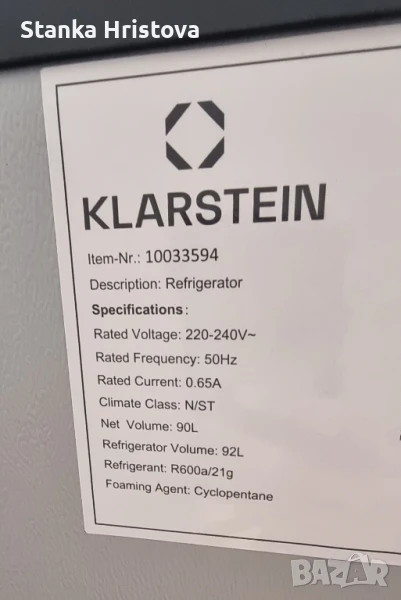 Stanka Hristova
KLARSTEIN
Item-Nr.: 10033594
Description: Refrigerator
Specifications:
Rated Voltage: 220-240V~
Rated Frequency: 50Hz
Rated Current: 0.65A
Climate Class: N/ST
Net Volume: 90L
Refrigerator Volume: 92L
Refrigerant: R600a/21g
Foaming Agent: Cyclopentane
BAZAR